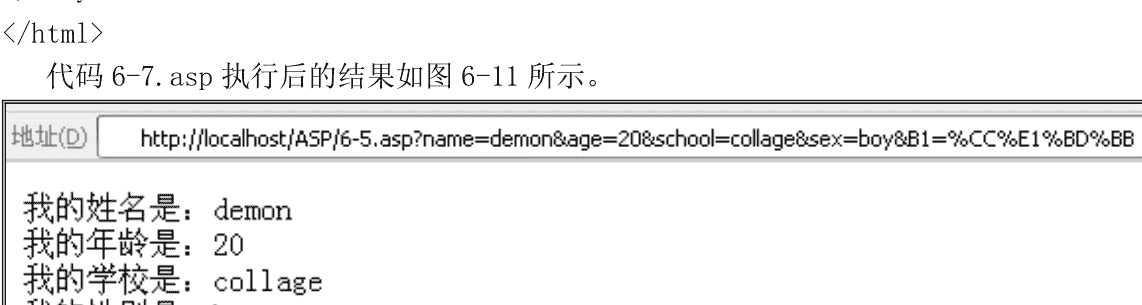 </html>
代码 6-7.asp 执行后的结果如图 6-11 所示。
地址(D) http://localhost/ASP/6-5.asp?name=demon&age=20&school=collage&sex=boy&B1=%CC%E1%BD%BB
我的姓名是：demon
我的年龄是：20
我的学校是：collage